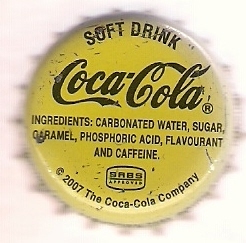 SOFT DRINK
Coca-Cola®
INGREDIENTS: CARBONATED WATER, SUGAR,
CARAMEL, PHOSPHORIC ACID, FLAVOURANT
AND CAFFEINE.
SABS
APPROVED
© 2007 The Coca-Cola Company